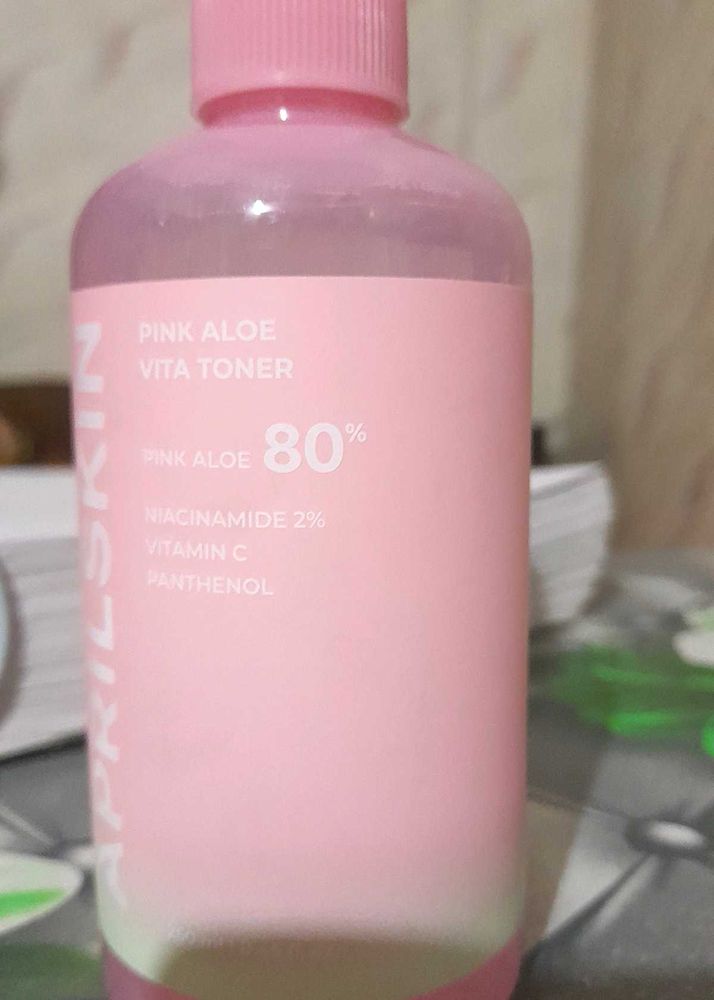 APRILSKIN
PINK ALOE
VITA TONER
PINK ALOE 80%
NIACINAMIDE 2%
VITAMIN C
PANTHENOL